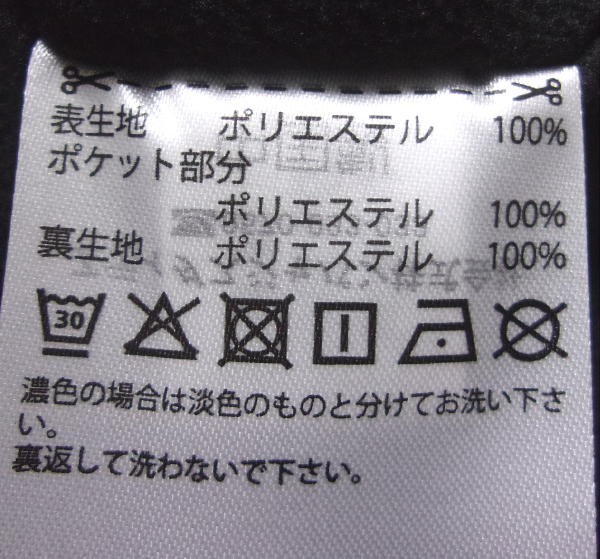 表生地 ポリエステル 100%
ポケット部分
ポリエステル 100%
裏生地 ポリエステル 100%
30
濃色の場合は淡色のものと分けてお洗い下さ
い。
裏返して洗わないで下さい。